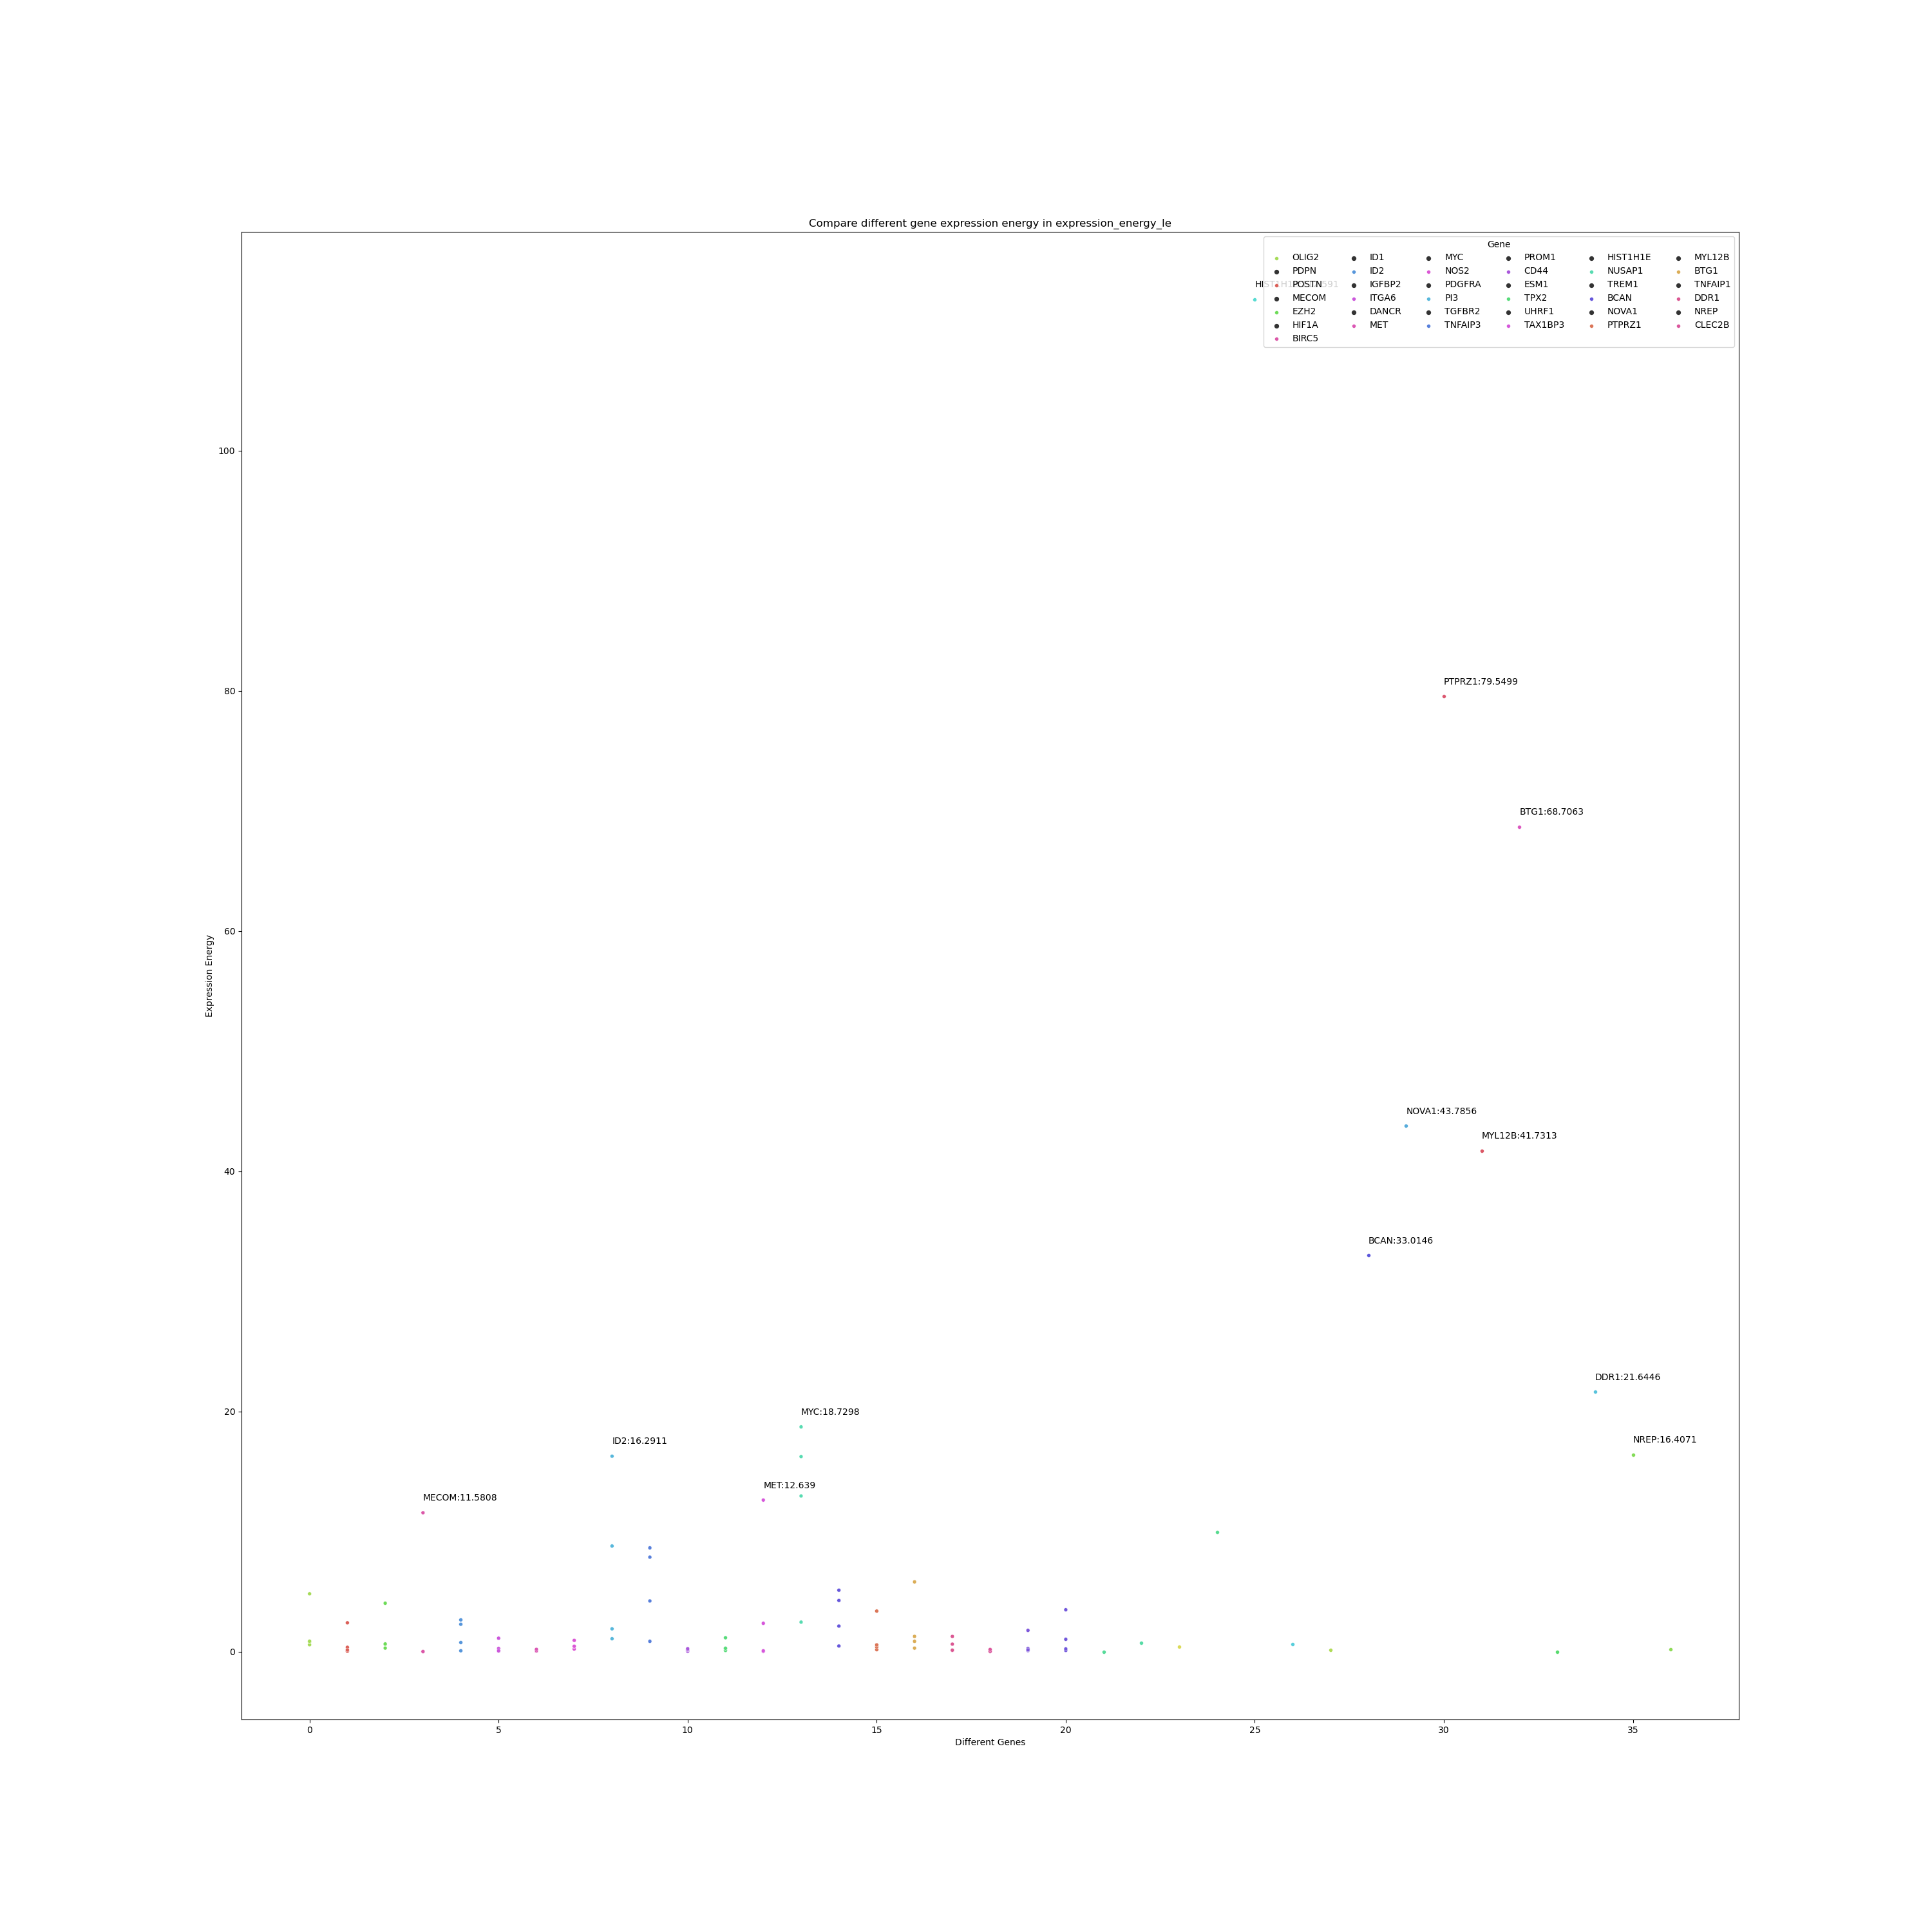 Compare different gene expression energy in expression_energy_le
Gene
OLIG2 ID1 MYC PROM1 HIST1H1E MYL12B
PDPN ID2 NOS2 CD44 NUSAP1 BTG1
POSTN IGFBP2 PDGFRA ESM1 TREM1 TNFAIP1
MECOM ITGA6 PI3 TPX2 BCAN DDR1
EZH2 DANCR TGFBR2 UHRF1 NOVA1 NREP
HIF1A MET TNFAIP3 TAX1BP3 PTPRZ1 CLEC2B
BIRC5
100
80
60
40
20
0
Expression Energy
PTPRZ1:79.5499
BTG1:68.7063
NOVA1:43.7856
MYL12B:41.7313
BCAN:33.0146
DDR1:21.6446
MYC:18.7298
NREP:16.4071
ID2:16.2911
MET:12.639
MECOM:11.5808
0 5 10 15 20 25 30 35
Different Genes